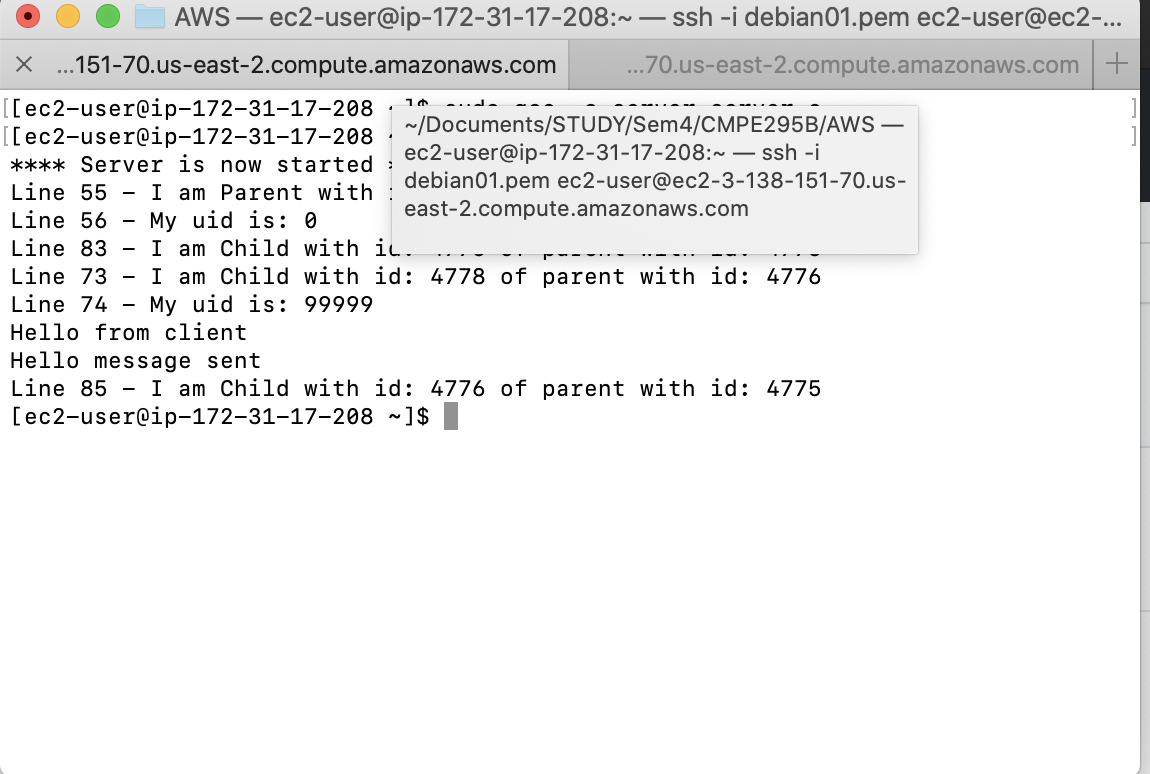 AWS — ec2-user@ip-172-31-17-208:~ — ssh -i debian01.pem ec2-user@ec2-...
...151-70.us-east-2.compute.amazonaws.com
...70.us-east-2.compute.amazonaws.com
[[ec2-user@ip-172-31-17-208 ]
[[ec2-user@ip-172-31-17-208 ]
~/Documents/STUDY/Sem4/CMPE295B/AWS —
ec2-user@ip-172-31-17-208:~ — ssh -i
debian01.pem ec2-user@ec2-3-138-151-70.us-
east-2.compute.amazonaws.com
**** Server is now started
Line 55 – I am Parent with
Line 56 – My uid is: 0
Line 83 – I am Child with
Line 73 – I am Child with id: 4778 of parent with id: 4776
Line 74 – My uid is: 99999
Hello from client
Hello message sent
Line 85 – I am Child with id: 4776 of parent with id: 4775
[ec2-user@ip-172-31-17-208 ~]$